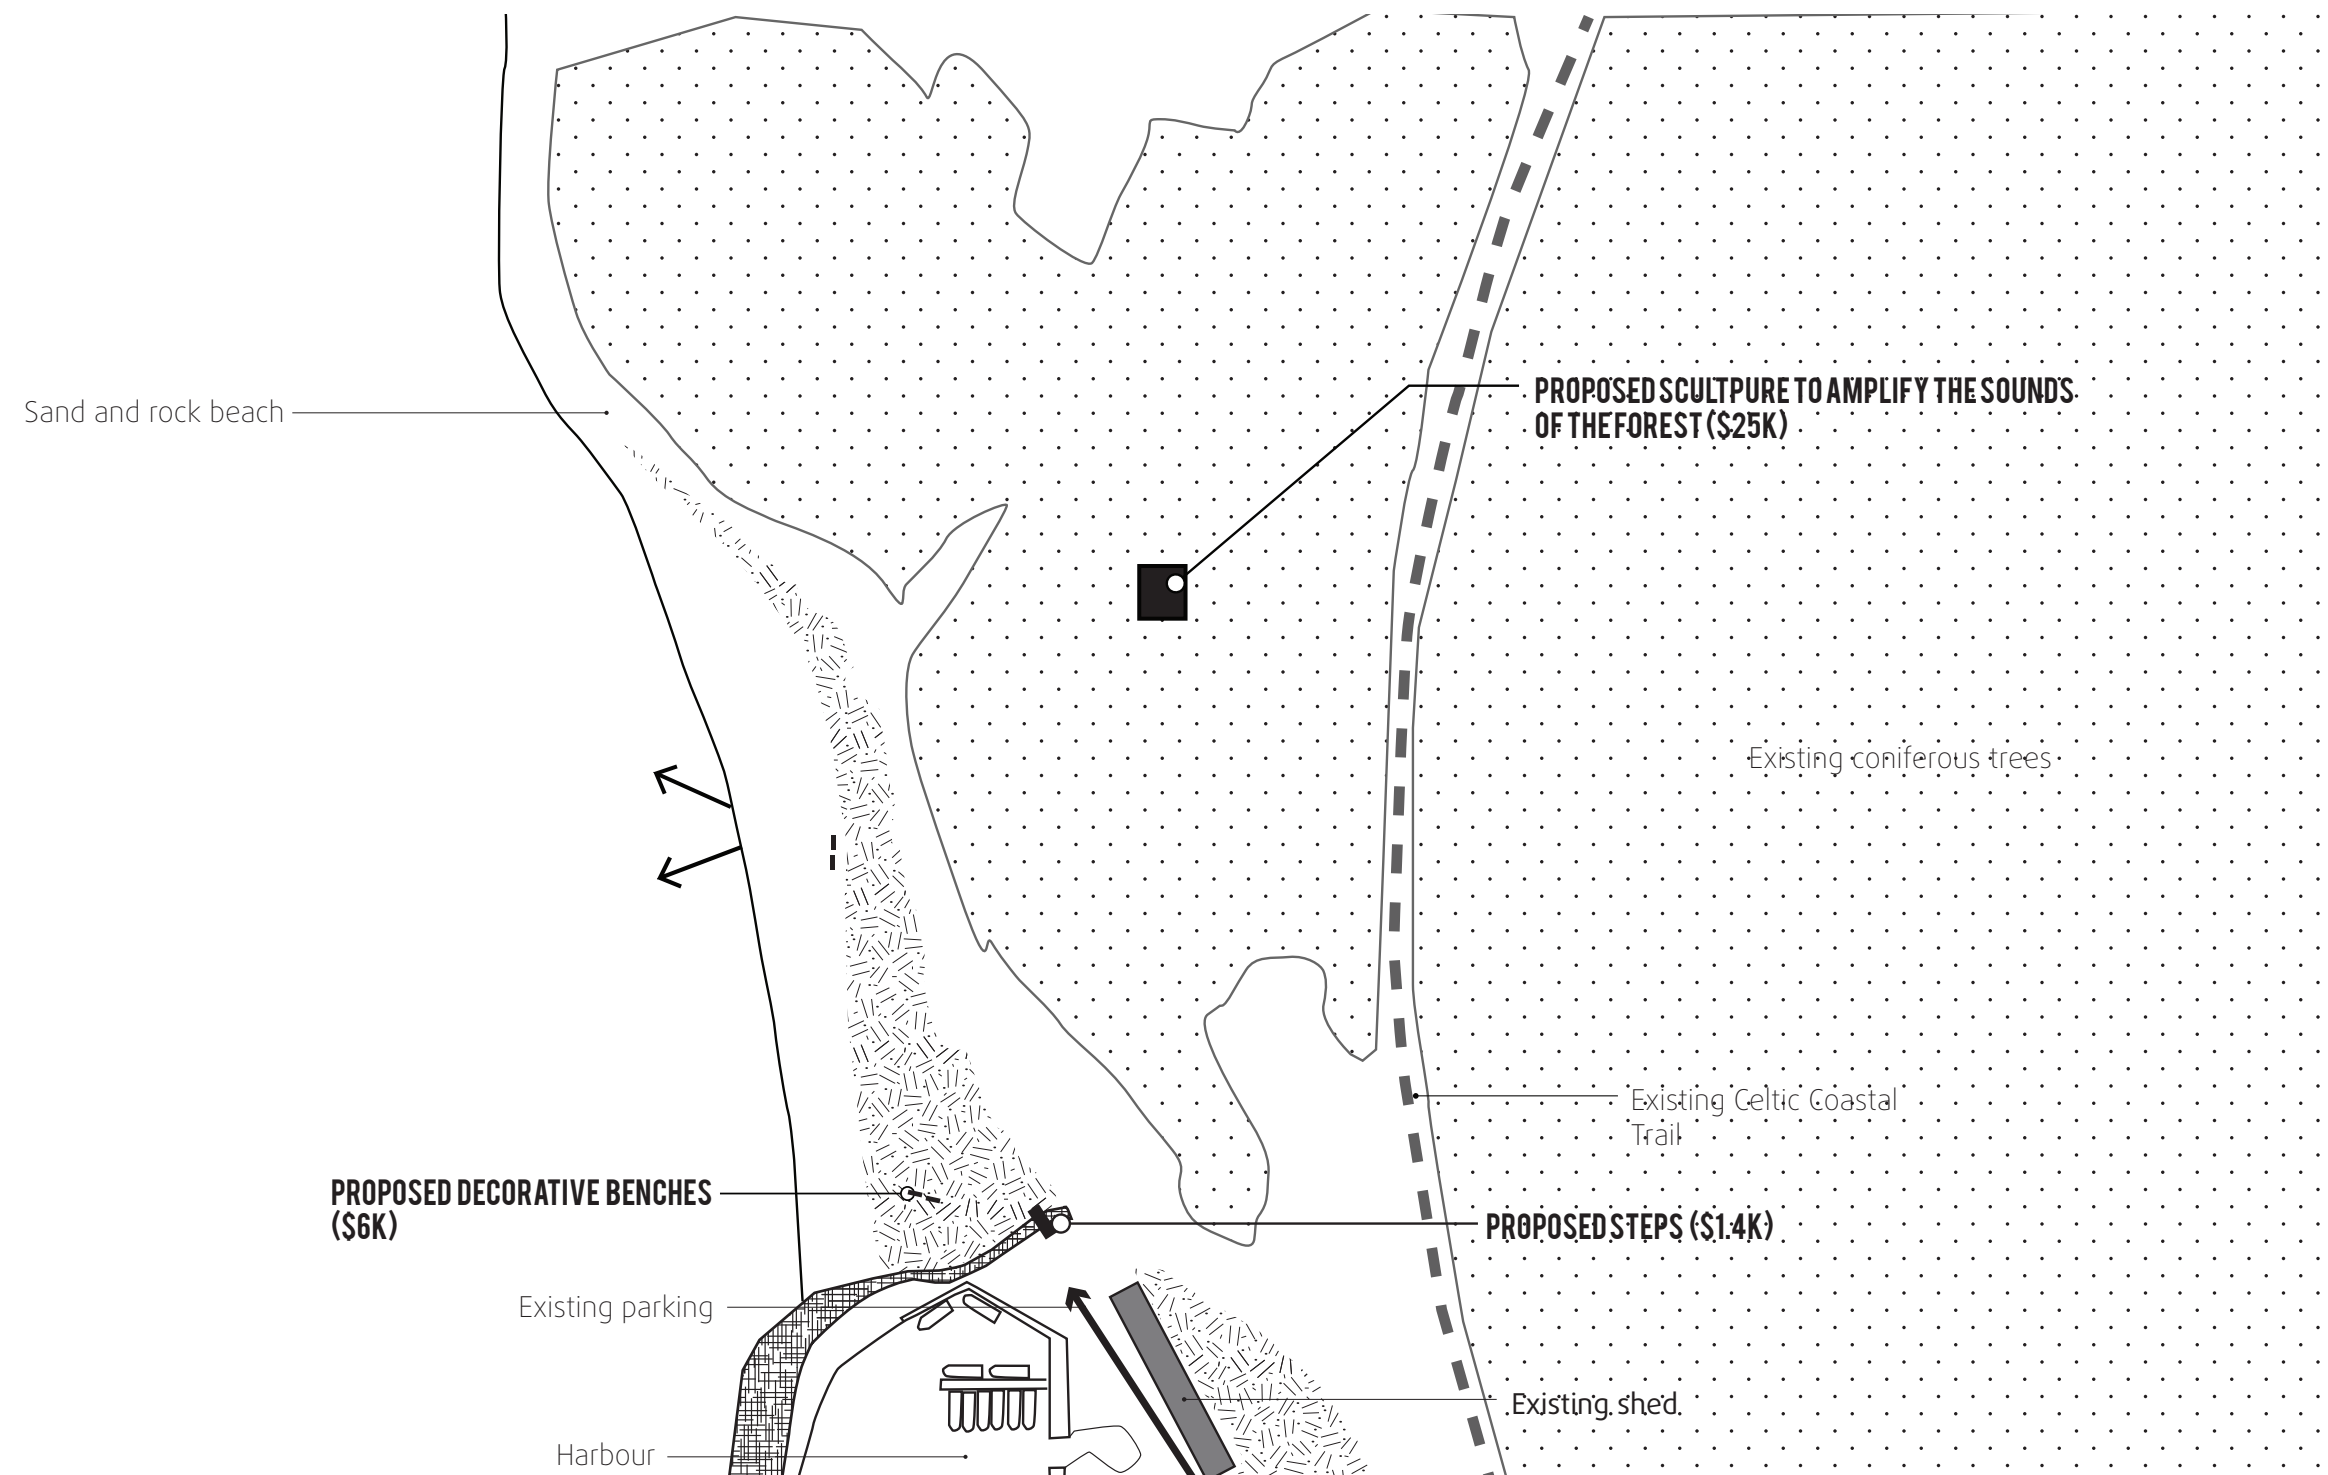 PROPOSED SCULTPURE TO AMPLIFY THE SOUNDS
OF THE FOREST ($25K)
Sand and rock beach
Existing coniferous trees
Existing Celtic Coastal
Trail
PROPOSED DECORATIVE BENCHES
($6K)
PROPOSED STEPS ($1.4K)
Existing parking
Existing shed
Harbour